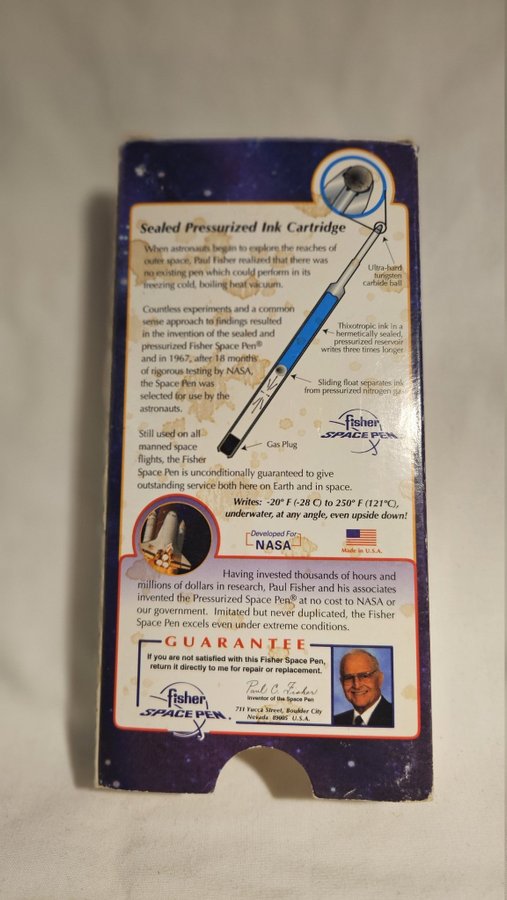 Sealed Pressurized Ink Cartridge
When astronauts began to explore the reaches of
outer space, Paul Fisher realized that there was
no existing pen which could perform in its
freezing cold, boiling heat vacuum.
Ultra-hard
tungsten
carbide ball
Countless experiments and a common
sense approach to findings resulted
in the invention of the sealed and
pressurized Fisher Space Pen®
and in 1967, after 18 months
of rigorous testing by NASA,
the Space Pen was
selected for use by the
astronauts.
Thixotropic ink in a
hermetically sealed,
pressurized reservoir
writes three times longer
Sliding float separates ink
from pressurized nitrogen gas
fisher
SPACE PEN
Still used on all
manned space
flights, the Fisher
Space Pen is unconditionally guaranteed to give
outstanding service both here on Earth and in space.
Gas Plug
Writes: -20° F (-28 C) to 250° F (121°C),
underwater, at any angle, even upside down!
Developed For
NASA
Made in U.S.A.
Having invested thousands of hours and
millions of dollars in research, Paul Fisher and his associates
invented the Pressurized Space Pen® at no cost to NASA or
our government. Imitated but never duplicated, the Fisher
Space Pen excels even under extreme conditions.
GUARANTEE
If you are not satisfied with this Fisher Space Pen,
return it directly to me for repair or replacement.
Paul C. Fisher
Inventor of the Space Pen
711 Yucca Street, Boulder City
Nevada 89005 U.S.A.
fisher
SPACE PEN